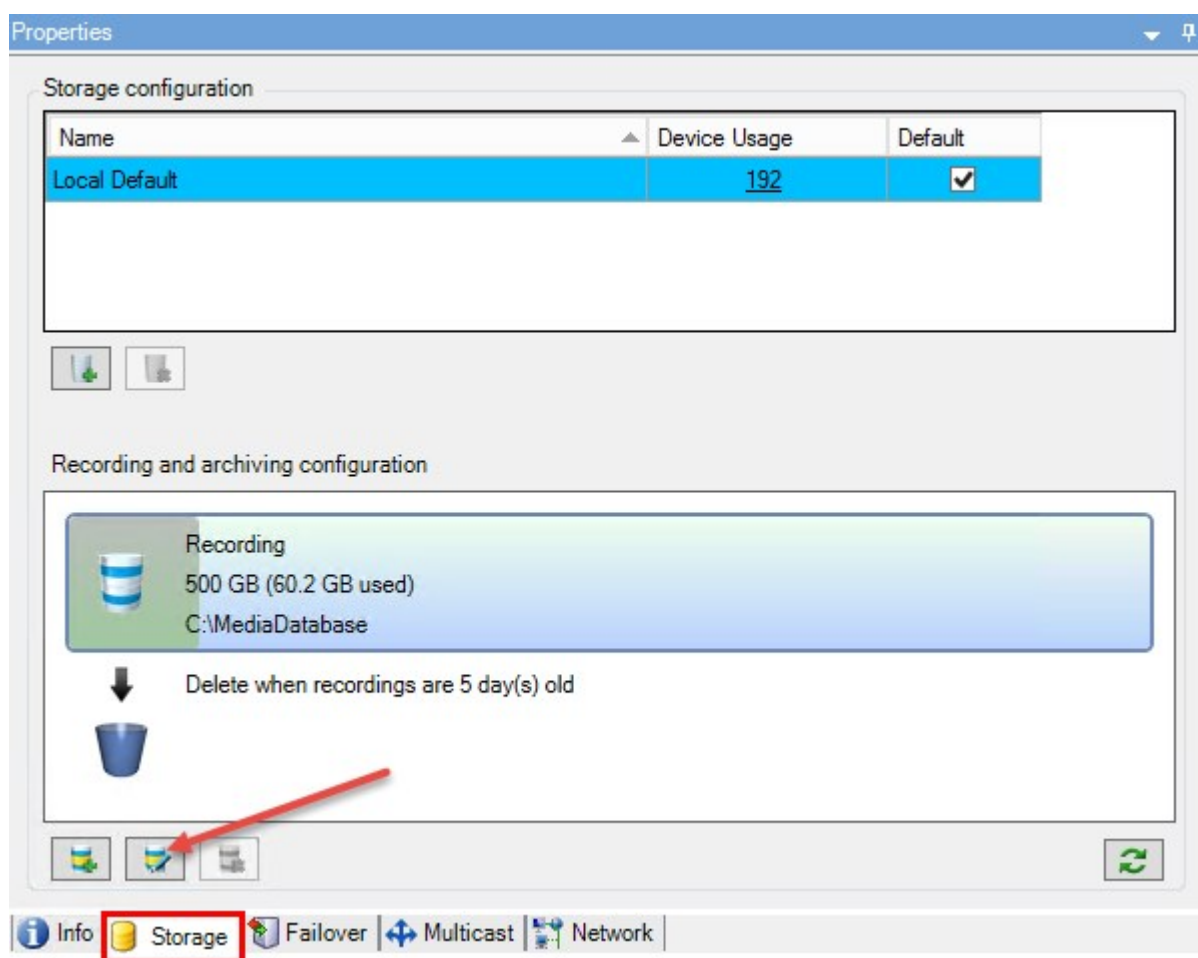 Properties
Storage configuration
Name Device Usage Default
Local Default 192
Recording and archiving configuration
Recording
500 GB (60.2 GB used)
C:\MediaDatabase
Delete when recordings are 5 day(s) old
Info Storage Failover Multicast Network